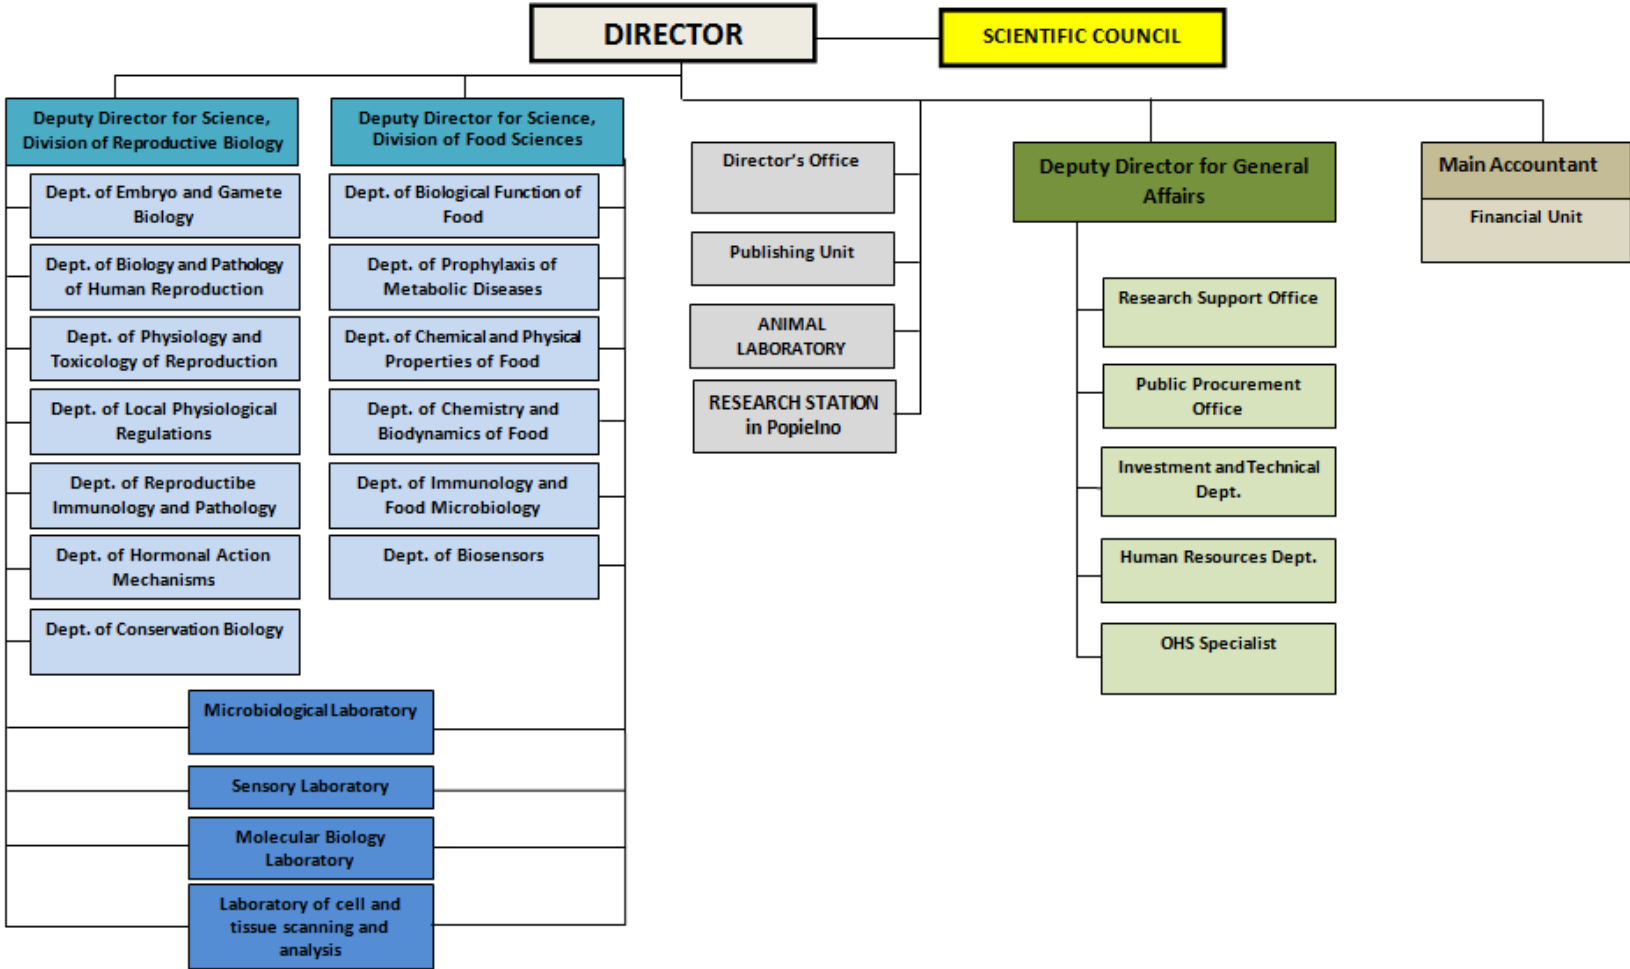 DIRECTOR
SCIENTIFIC COUNCIL
Deputy Director for Science,
Division of Reproductive Biology
Dept. of Embryo and Gamete
Biology
Dept. of Biology and Pathology
of Human Reproduction
Dept. of Physiology and
Toxicology of Reproduction
Dept. of Local Physiological
Regulations
Dept. of Reproductibe
Immunology and Pathology
Dept. of Hormonal Action
Mechanisms
Dept. of Conservation Biology
Deputy Director for Science,
Division of Food Sciences
Dept. of Biological Function of
Food
Dept. of Prophylaxis of
Metabolic Diseases
Dept. of Chemical and Physical
Properties of Food
Dept. of Chemistry and
Biodynamics of Food
Dept. of Immunology and
Food Microbiology
Dept. of Biosensors
Microbiological Laboratory
Sensory Laboratory
Molecular Biology
Laboratory
Laboratory of cell and
tissue scanning and
analysis
Director's Office
Publishing Unit
ANIMAL
LABORATORY
RESEARCH STATION
in Popielno
Deputy Director for General
Affairs
Research Support Office
Public Procurement
Office
Investment and Technical
Dept.
Human Resources Dept.
OHS Specialist
Main Accountant
Financial Unit